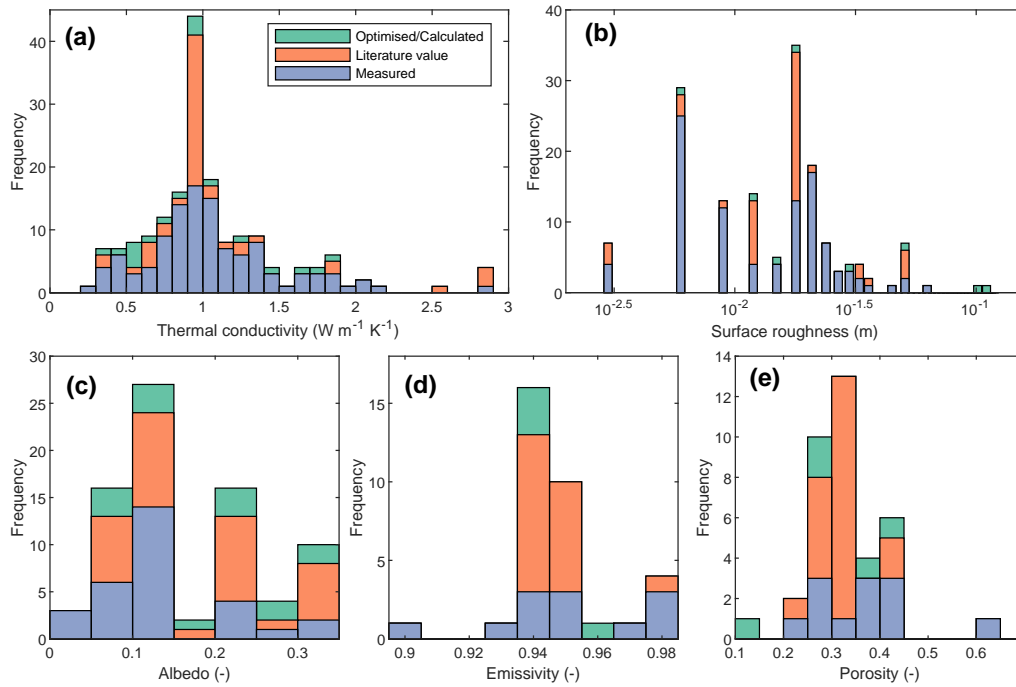 (a)
Optimised/Calculated
Literature value
Measured
Frequency
40
30
20
10
0
0 0.5 1 1.5 2 2.5 3
Thermal conductivity (W m⁻¹ K⁻¹)
(b)
Frequency
40
30
20
10
0
10⁻²·⁵ 10⁻² 10⁻¹·⁵ 10⁻¹
Surface roughness (m)
(c)
Frequency
30
25
20
15
10
5
0
0 0.1 0.2 0.3
Albedo (-)
(d)
Frequency
15
10
5
0
0.9 0.92 0.94 0.96 0.98
Emissivity (-)
(e)
Frequency
14
12
10
8
6
4
2
0
0.1 0.2 0.3 0.4 0.5 0.6
Porosity (-)